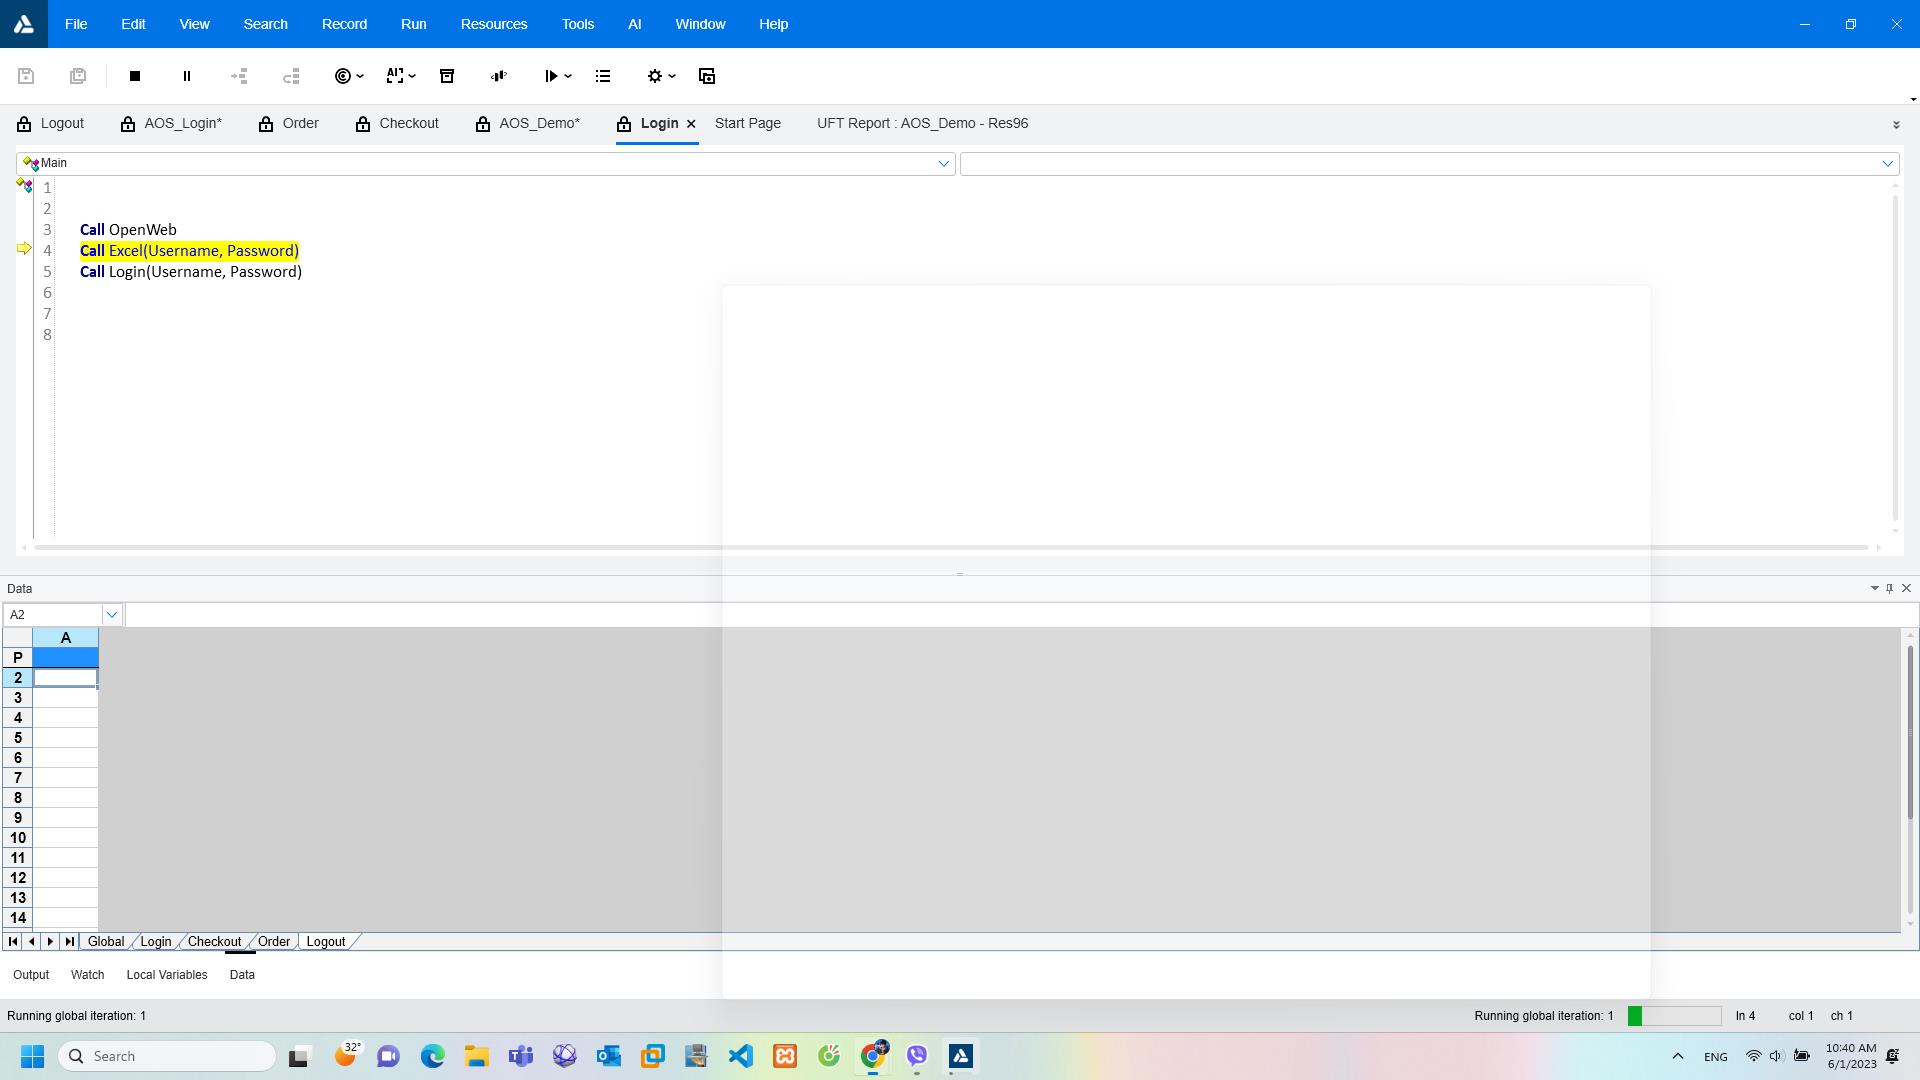 File Edit View Search Record Run Resources Tools AI Window Help
Logout AOS_Login* Order Checkout AOS_Demo* Login Start Page UFT Report : AOS_Demo - Res96
Main
1
2
3 Call OpenWeb
4 Call Excel(Username, Password)
5 Call Login(Username, Password)
6
7
8
Data
A2
A
P
2
3
4
5
6
7
8
9
10
11
12
13
14
Global Login Checkout Order Logout
Output Watch Local Variables Data
Running global iteration: 1 Running global iteration: 1 ln 4 col 1 ch 1
Search 32° ENG 10:40 AM
6/1/2023